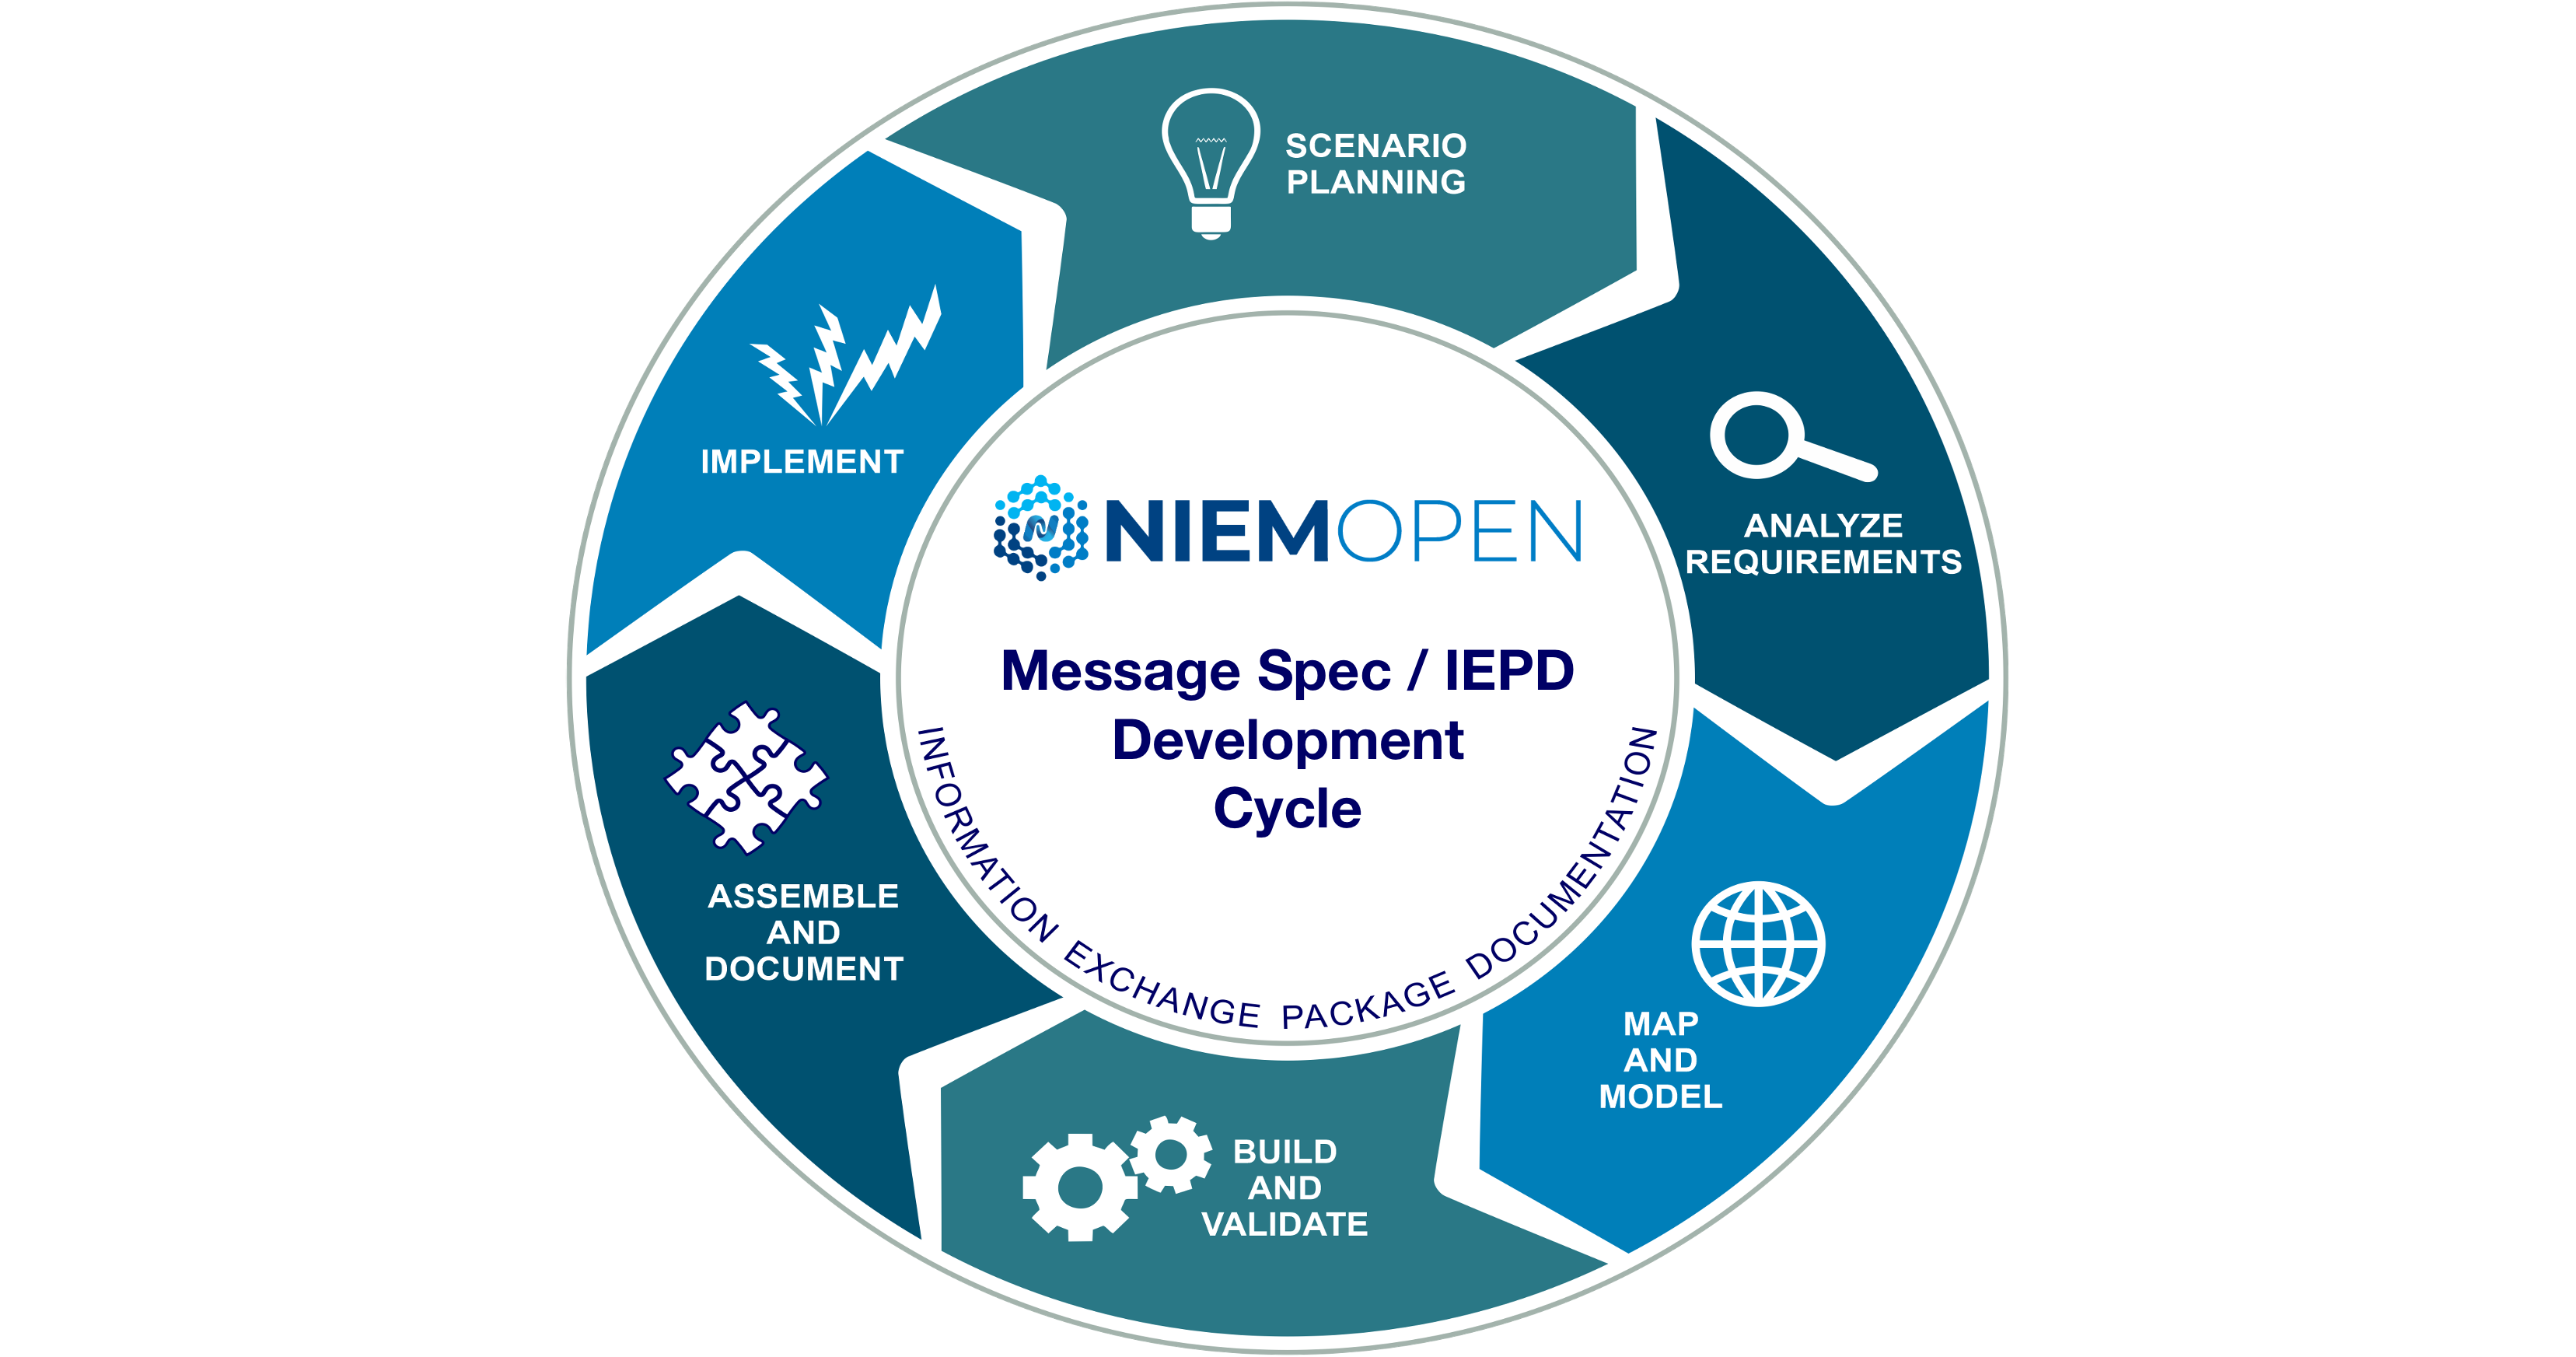 SCENARIO
PLANNING
ANALYZE
REQUIREMENTS
MAP
AND
MODEL
BUILD
AND
VALIDATE
ASSEMBLE
AND
DOCUMENT
IMPLEMENT
NIEMOPEN
Message Spec / IEPD
Development
Cycle
INFORMATION EXCHANGE PACKAGE DOCUMENTATION